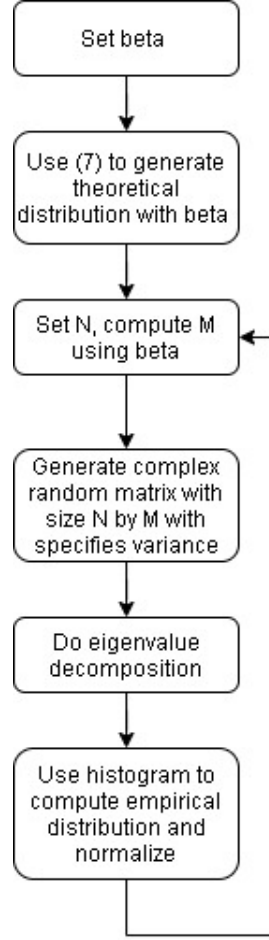 Set beta
Use (7) to generate
theoretical
distribution with beta
Set N, compute M
using beta
Generate complex
random matrix with
size N by M with
specifies variance
Do eigenvalue
decomposition
Use histogram to
compute empirical
distribution and
normalize